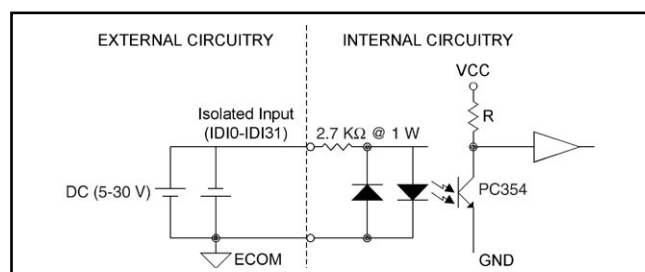 EXTERNAL CIRCUITRY
INTERNAL CIRCUITRY
VCC
Isolated Input
(IDI0-IDI31)
2.7 KΩ @ 1 W
R
DC (5-30 V)
PC354
ECOM
GND